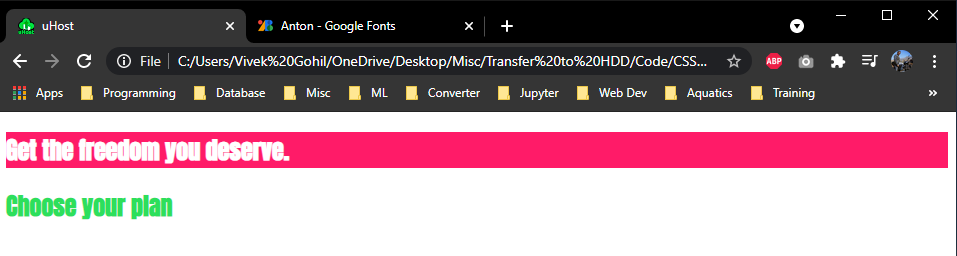 uHost
uHost
Anton - Google Fonts
File
C:/Users/Vivek%20Gohil/OneDrive/Desktop/Misc/Transfer%20to%20HDD/Code/CSS...
ABP
Apps
Programming
Database
Misc
ML
Converter
Jupyter
Web Dev
Aquatics
Training
Get the freedom you deserve.
Choose your plan